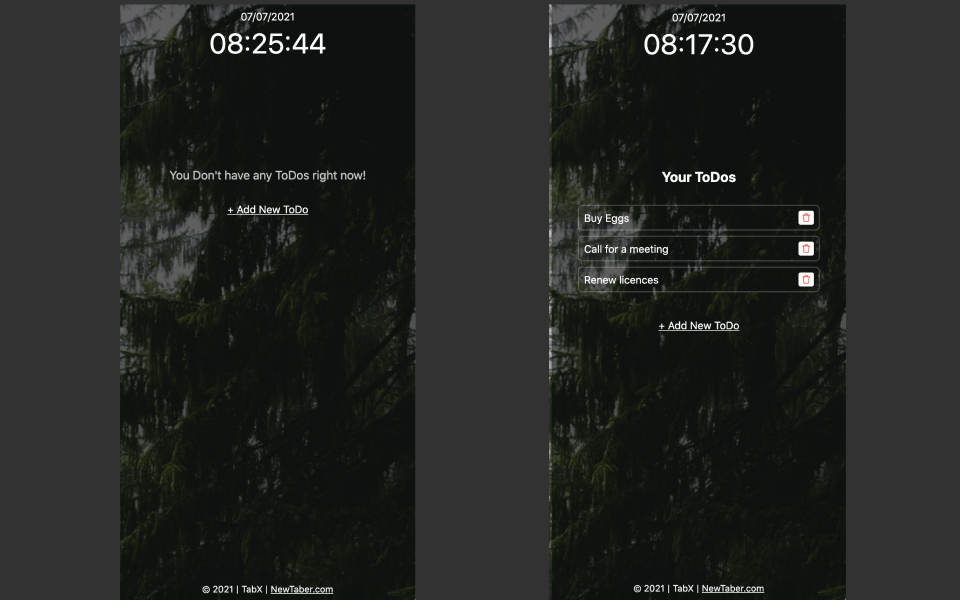 07/07/2021
08:25:44
You Don't have any ToDos right now!
+ Add New ToDo
© 2021 | TabX | NewTaber.com
07/07/2021
08:17:30
Your ToDos
Buy Eggs
Call for a meeting
Renew licences
+ Add New ToDo
© 2021 | TabX | NewTaber.com